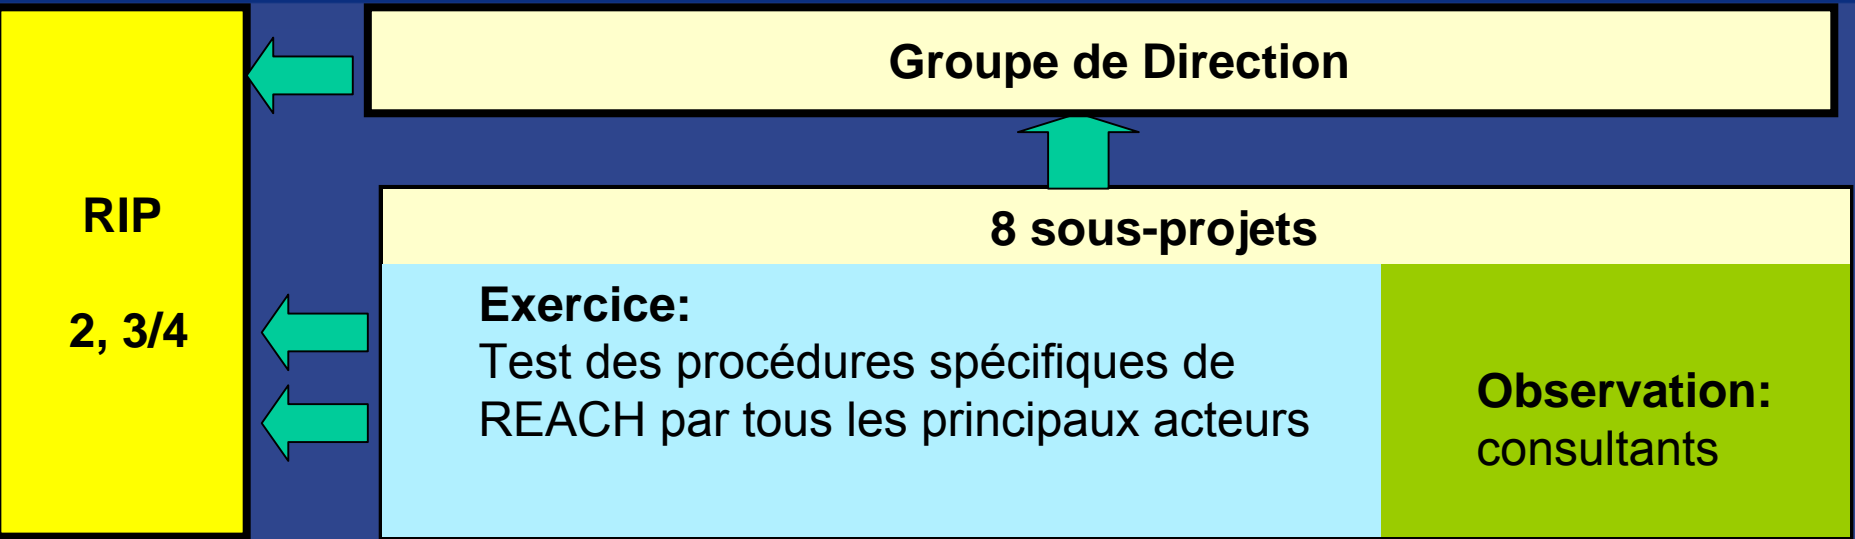 Groupe de Direction
RIP
2, 3/4
8 sous-projets
Exercice:
Test des procédures spécifiques de
REACH par tous les principaux acteurs
Observation:
consultants